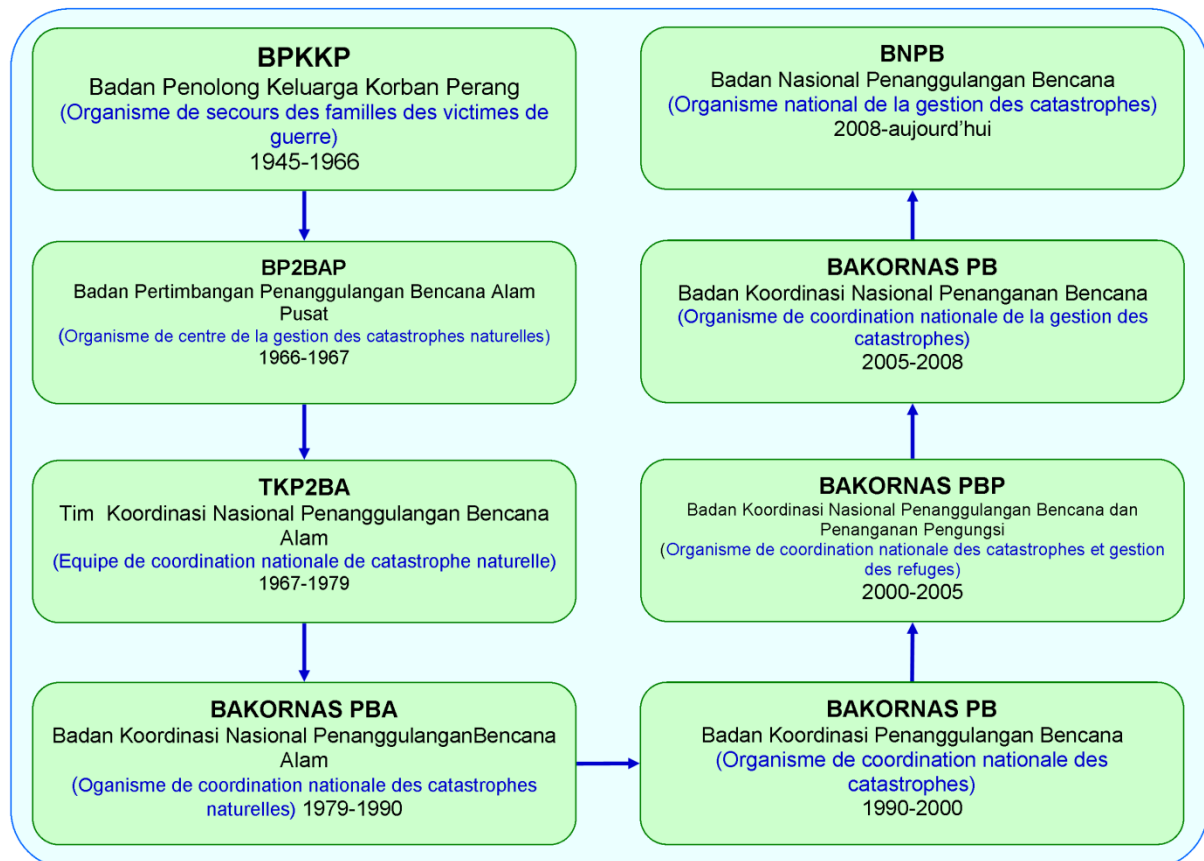 BPKKP
Badan Penolong Keluarga Korban Perang
(Organisme de secours des familles des victimes de
guerre)
1945-1966
BP2BAP
Badan Pertimbangan Penanggulangan Bencana Alam
Pusat
(Organisme de centre de la gestion des catastrophes naturelles)
1966-1967
TKP2BA
Tim Koordinasi Nasional Penanggulangan Bencana
Alam
(Equipe de coordination nationale de catastrophe naturelle)
1967-1979
BAKORNAS PBA
Badan Koordinasi Nasional PenanggulanganBencana
Alam
(Oganisme de coordination nationale des catastrophes
naturelles) 1979-1990
BAKORNAS PB
Badan Koordinasi Penanggulangan Bencana
(Organisme de coordination nationale des
catastrophes)
1990-2000
BAKORNAS PBP
Badan Koordinasi Nasional Penanggulangan Bencana dan
Penanganan Pengungsi
(Organisme de coordination nationale des catastrophes et gestion
des refuges)
2000-2005
BAKORNAS PB
Badan Koordinasi Nasional Penanganan Bencana
(Organisme de coordination nationale de la gestion des
catastrophes)
2005-2008
BNPB
Badan Nasional Penanggulangan Bencana
(Organisme national de la gestion des catastrophes)
2008-aujourd'hui